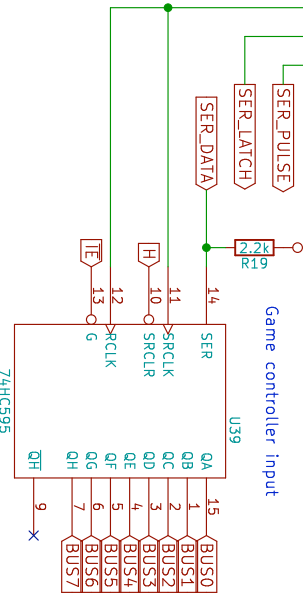 SER_PULSE
SER_LATCH
SER_DATA
2.2k
R19
Game controller input
IE
H
13
12
10
11
14
G
RCLK
SRCLR
SRCLK
SER
U39
74HC595
QH
QH
QG
QF
QE
QD
QC
QB
QA
9
7
6
5
4
3
2
1
15
BUS7
BUS6
BUS5
BUS4
BUS3
BUS2
BUS1
BUS0